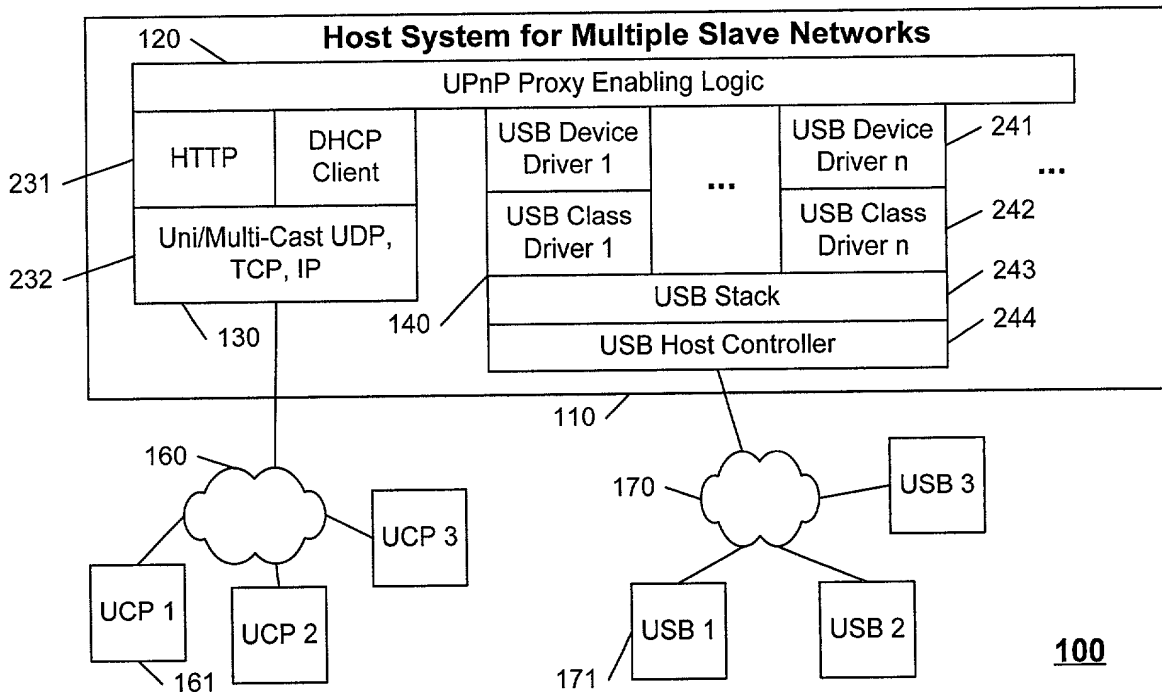 Host System for Multiple Slave Networks
120
UPnP Proxy Enabling Logic
HTTP
DHCP
Client
USB Device
Driver 1
...
USB Device
Driver n
241
...
231
USB Class
Driver 1
USB Class
Driver n
242
Uni/Multi-Cast UDP,
TCP, IP
232
USB Stack
243
130
140
USB Host Controller
244
110
160
170
USB 3
UCP 3
UCP 1
UCP 2
USB 1
USB 2
161
171
100